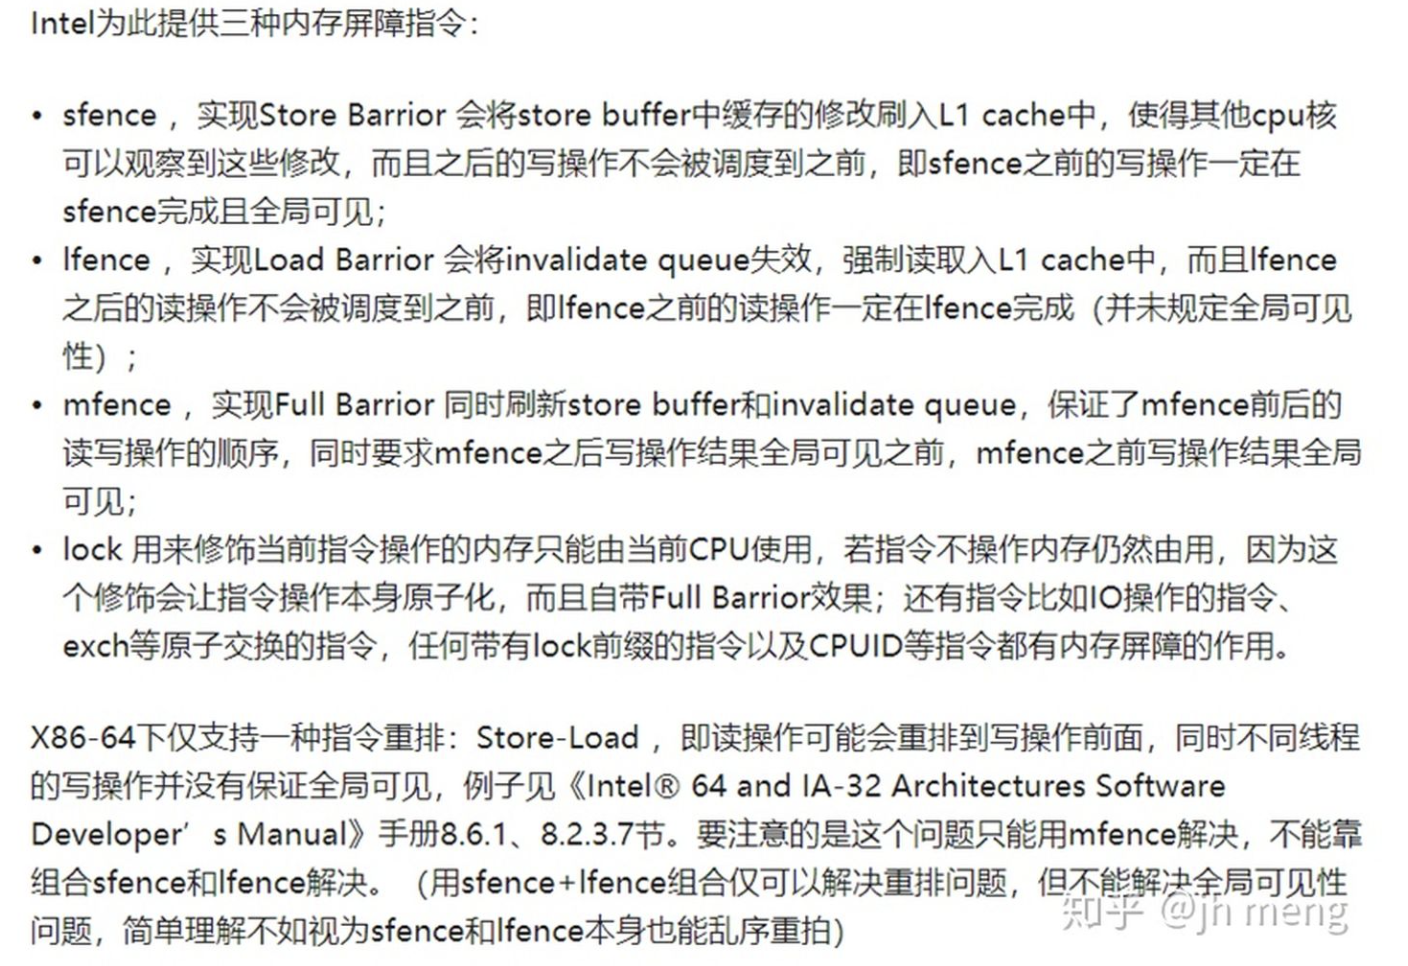 Intel为此提供三种内存屏障指令：
• sfence ，实现Store Barrior 会将store buffer中缓存的修改刷入L1 cache中，使得其他cpu核
可以观察到这些修改，而且之后的写操作不会被调度到之前，即sfence之前的写操作一定在
sfence完成且全局可见；
• lfence ，实现Load Barrior 会将invalidate queue失效，强制读取入L1 cache中，而且lfence
之后的读操作不会被调度到之前，即lfence之前的读操作一定在lfence完成（并未规定全局可见
性）；
• mfence ，实现Full Barrior 同时刷新store buffer和invalidate queue，保证了mfence前后的
读写操作的顺序，同时要求mfence之后写操作结果全局可见之前，mfence之前写操作结果全局
可见；
• lock 用来修饰当前指令操作的内存只能由当前CPU使用，若指令不操作内存仍然由用，因为这
个修饰会让指令操作本身原子化，而且自带Full Barrior效果；还有指令比如IO操作的指令、
exch等原子交换的指令，任何带有lock前缀的指令以及CPUID等指令都有内存屏障的作用。
X86-64下仅支持一种指令重排：Store-Load ，即读操作可能会重排到写操作前面，同时不同线程
的写操作并没有保证全局可见，例子见《Intel® 64 and IA-32 Architectures Software
Developer’s Manual》手册8.6.1、8.2.3.7节。要注意的是这个问题只能用mfence解决，不能靠
组合sfence和lfence解决。（用sfence+lfence组合仅可以解决重排问题，但不能解决全局可见性
问题，简单理解不如视为sfence和lfence本身也能乱序重拍）
知乎 @jh meng